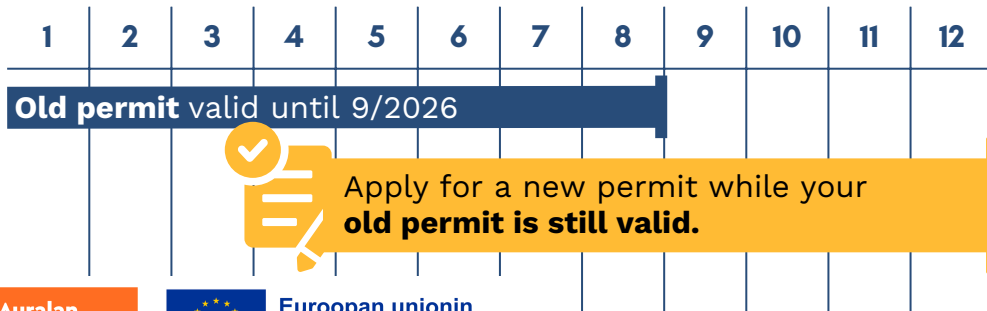 1 2 3 4 5 6 7 8 9 10 11 12
Old permit valid until 9/2026
Apply for a new permit while your
old permit is still valid.
Euroopan unionin